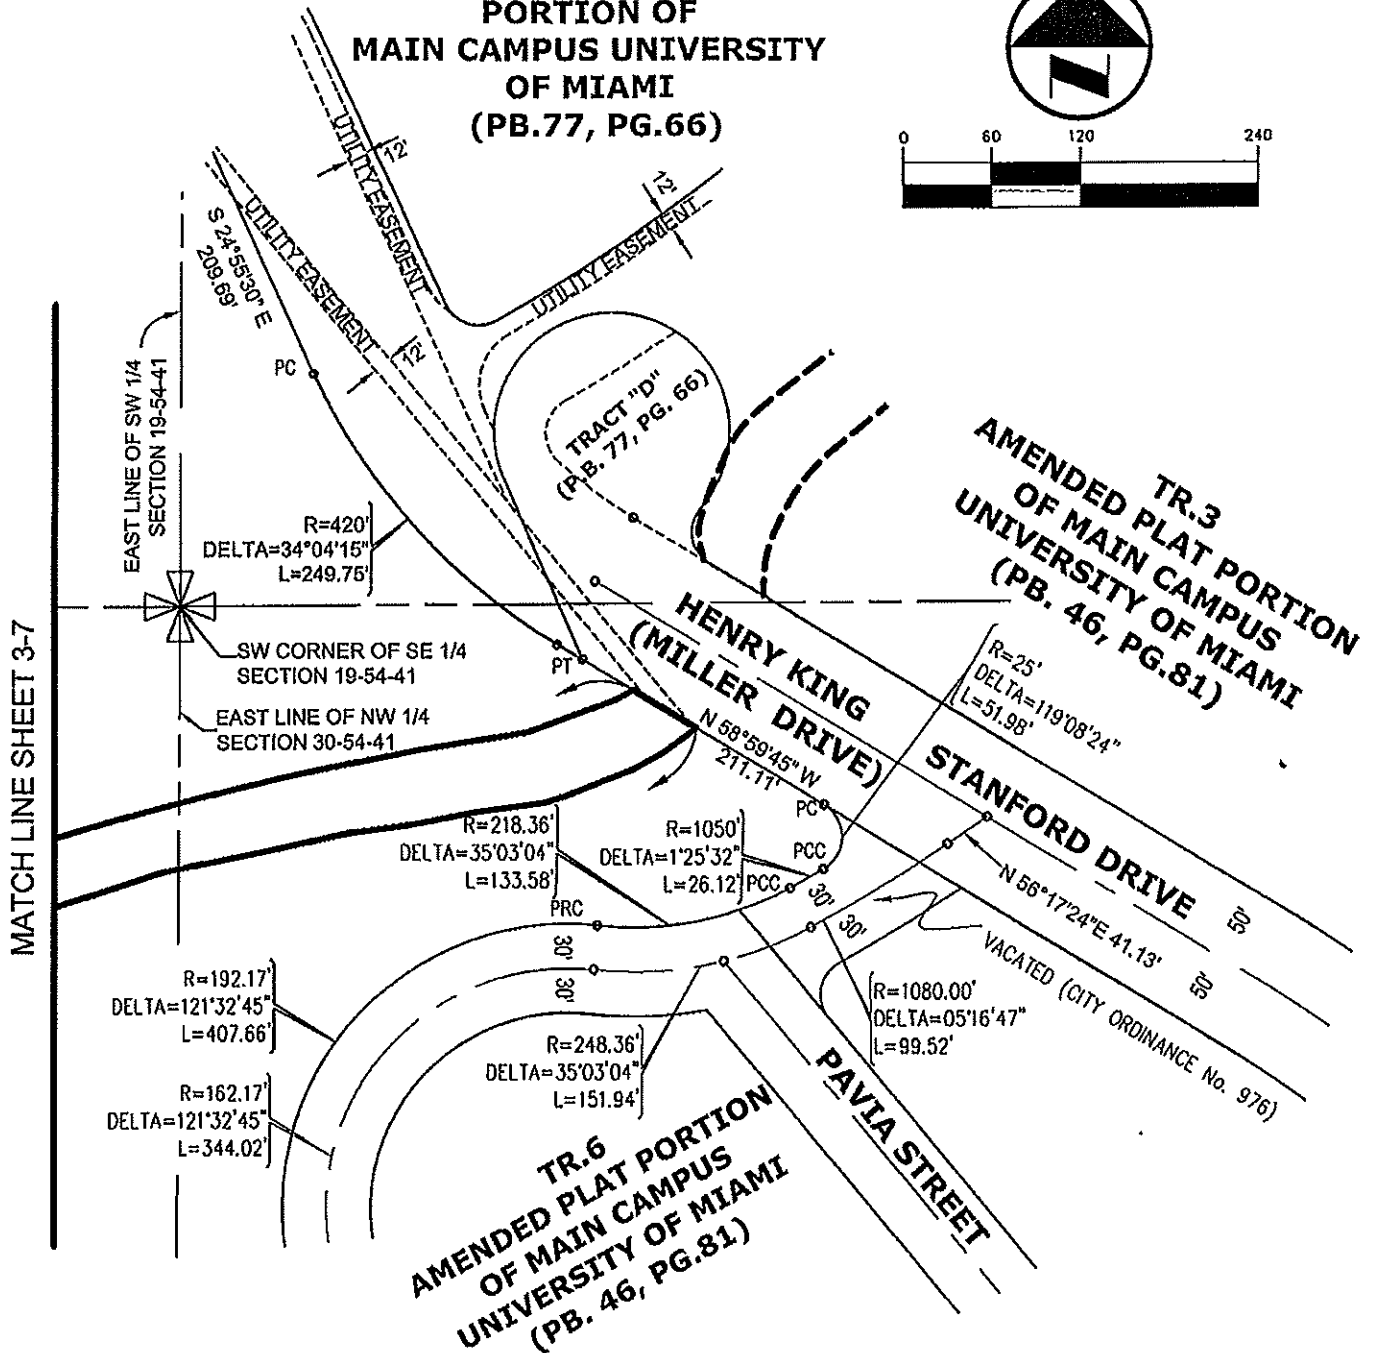 PORTION OF
MAIN CAMPUS UNIVERSITY
OF MIAMI
(PB.77, PG.66)
0 60 120 240
UTILITY EASEMENT
12'
UTILITY EASEMENT
12'
UTILITY EASEMENT
12'
S 24°55'30" E
209.69'
PC
EAST LINE OF SW 1/4
SECTION 19-54-41
TRACT "D"
(P.B. 77, PG. 66)
R=420'
DELTA=34°04'15"
L=249.75'
TR.3
AMENDED PLAT PORTION
OF MAIN CAMPUS
UNIVERSITY OF MIAMI
(PB. 46, PG.81)
SW CORNER OF SE 1/4
SECTION 19-54-41
PT
EAST LINE OF NW 1/4
SECTION 30-54-41
MATCH LINE SHEET 3-7
HENRY KING STANFORD DRIVE
(MILLER DRIVE)
N 58°59'45" W
211.11'
R=25'
DELTA=119°08'24"
L=51.98'
PC
R=218.36'
DELTA=35°03'04"
L=133.58'
R=1050'
DELTA=1°25'32"
L=26.12'
PCC
PCC
PRC
30'
30'
30'
30'
N 56°17'24"E 41.13'
50'
50'
VACATED (CITY ORDINANCE No. 976)
R=192.17'
DELTA=121°32'45"
L=407.66'
R=1080.00'
DELTA=05°16'47"
L=99.52'
R=248.36'
DELTA=35°03'04"
L=151.94'
R=162.17'
DELTA=121°32'45"
L=344.02'
PAVIA STREET
TR.6
AMENDED PLAT PORTION
OF MAIN CAMPUS
UNIVERSITY OF MIAMI
(PB. 46, PG.81)